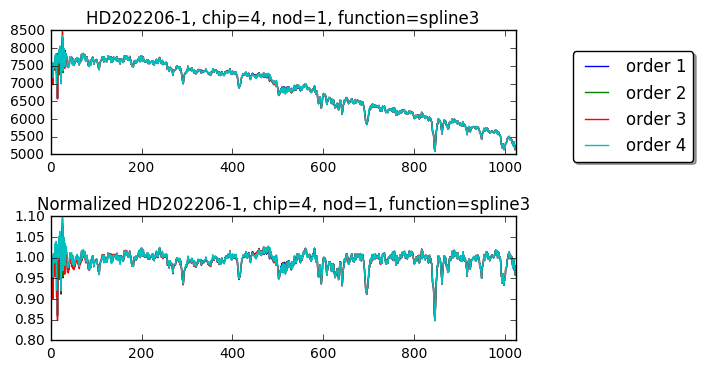 HD202206-1, chip=4, nod=1, function=spline3
8500
8000
7500
7000
6500
6000
5500
5000
0 200 400 600 800 1000
order 1
order 2
order 3
order 4
Normalized HD202206-1, chip=4, nod=1, function=spline3
1.10
1.05
1.00
0.95
0.90
0.85
0.80
0 200 400 600 800 1000